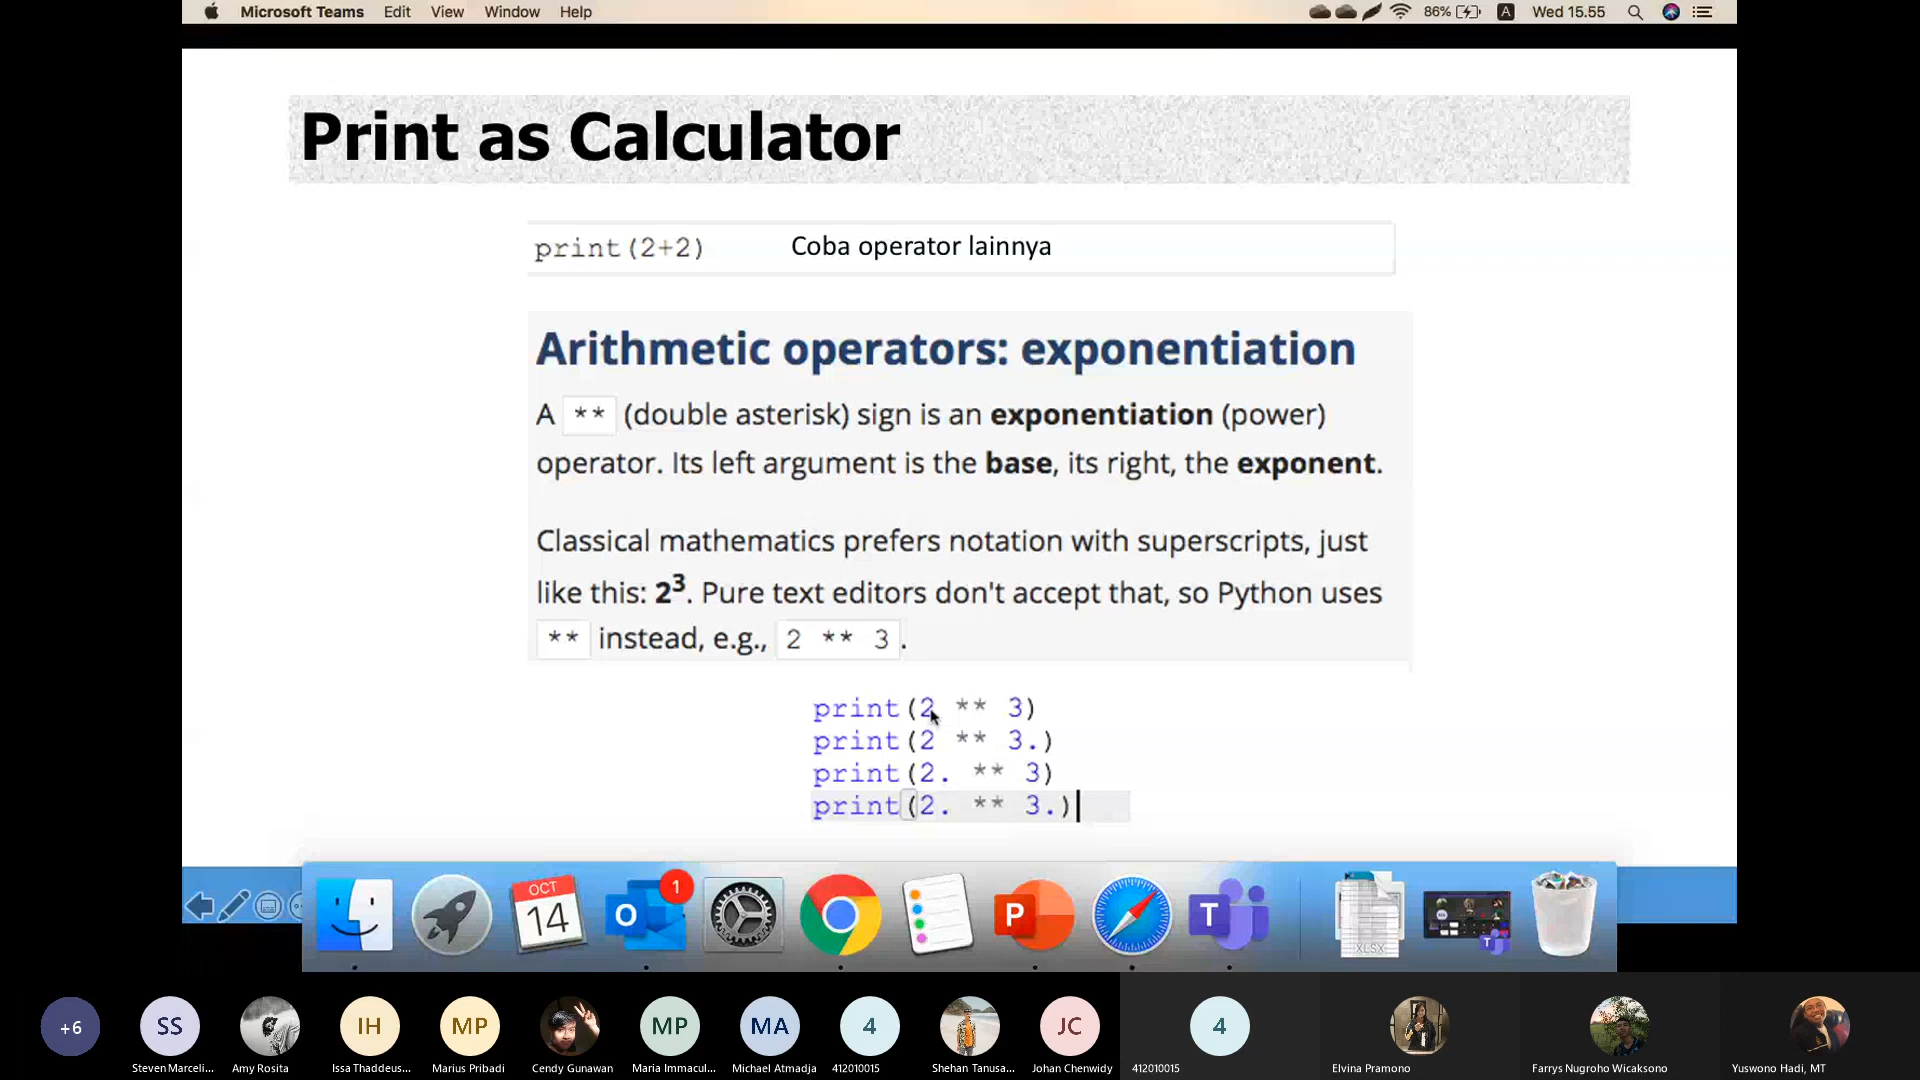 Microsoft Teams Edit View Window Help
86% A Wed 15.55
Print as Calculator
print(2+2) Coba operator lainnya
Arithmetic operators: exponentiation
A ** (double asterisk) sign is an exponentiation (power)
operator. Its left argument is the base, its right, the exponent.
Classical mathematics prefers notation with superscripts, just
like this: 2³. Pure text editors don't accept that, so Python uses
** instead, e.g., 2 ** 3.
print(2 ** 3)
print(2 ** 3.)
print(2. ** 3)
print(2. ** 3.)
OCT
14
O
1
P
T
XLSX
T
+6 SS IH MP MP MA 4 JC 4
Steven Marceli... Amy Rosita Issa Thaddeus... Marius Pribadi Cendy Gunawan Maria Immacul... Michael Atmadja 412010015 Shehan Tanusa... Johan Chenwidy 412010015 Elvina Pramono Farrys Nugroho Wicaksono Yuswono Hadi, MT